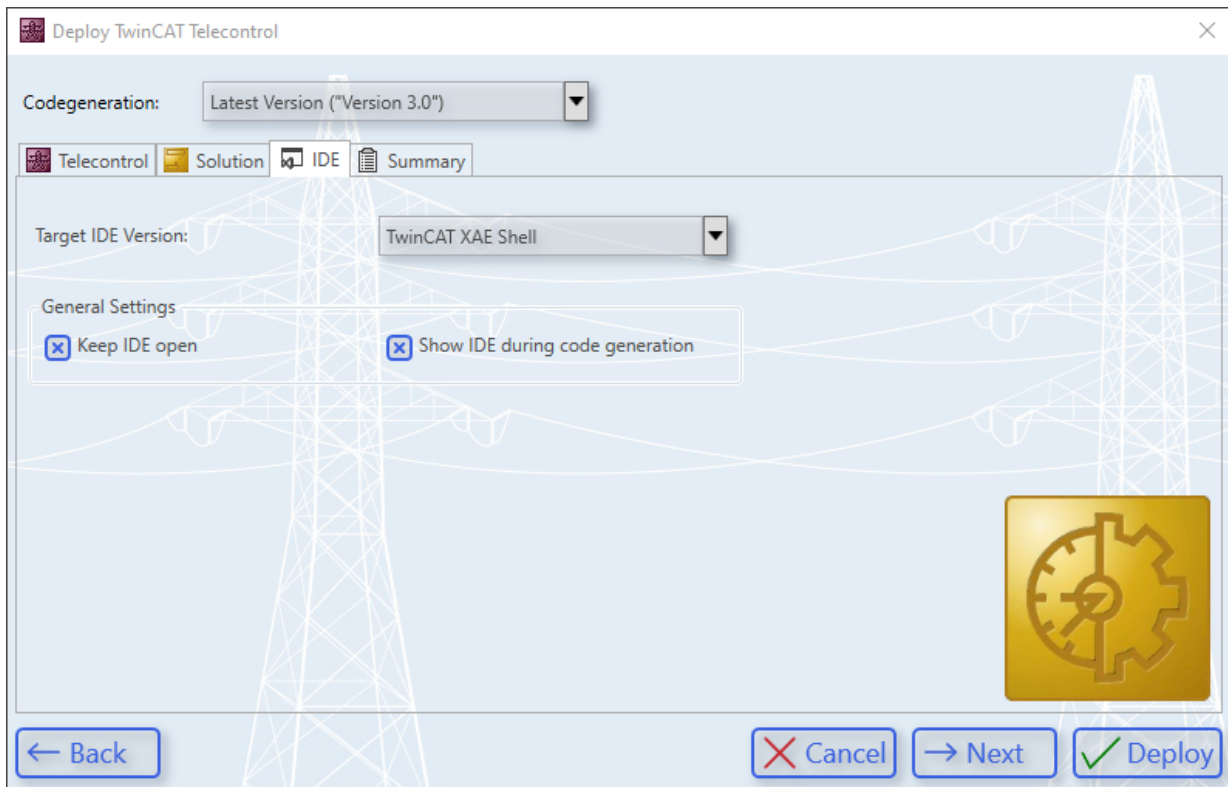 Deploy TwinCAT Telecontrol
Codegeneration: Latest Version ("Version 3.0")
Telecontrol Solution IDE Summary
Target IDE Version: TwinCAT XAE Shell
General Settings
Keep IDE open Show IDE during code generation
Back Cancel Next Deploy